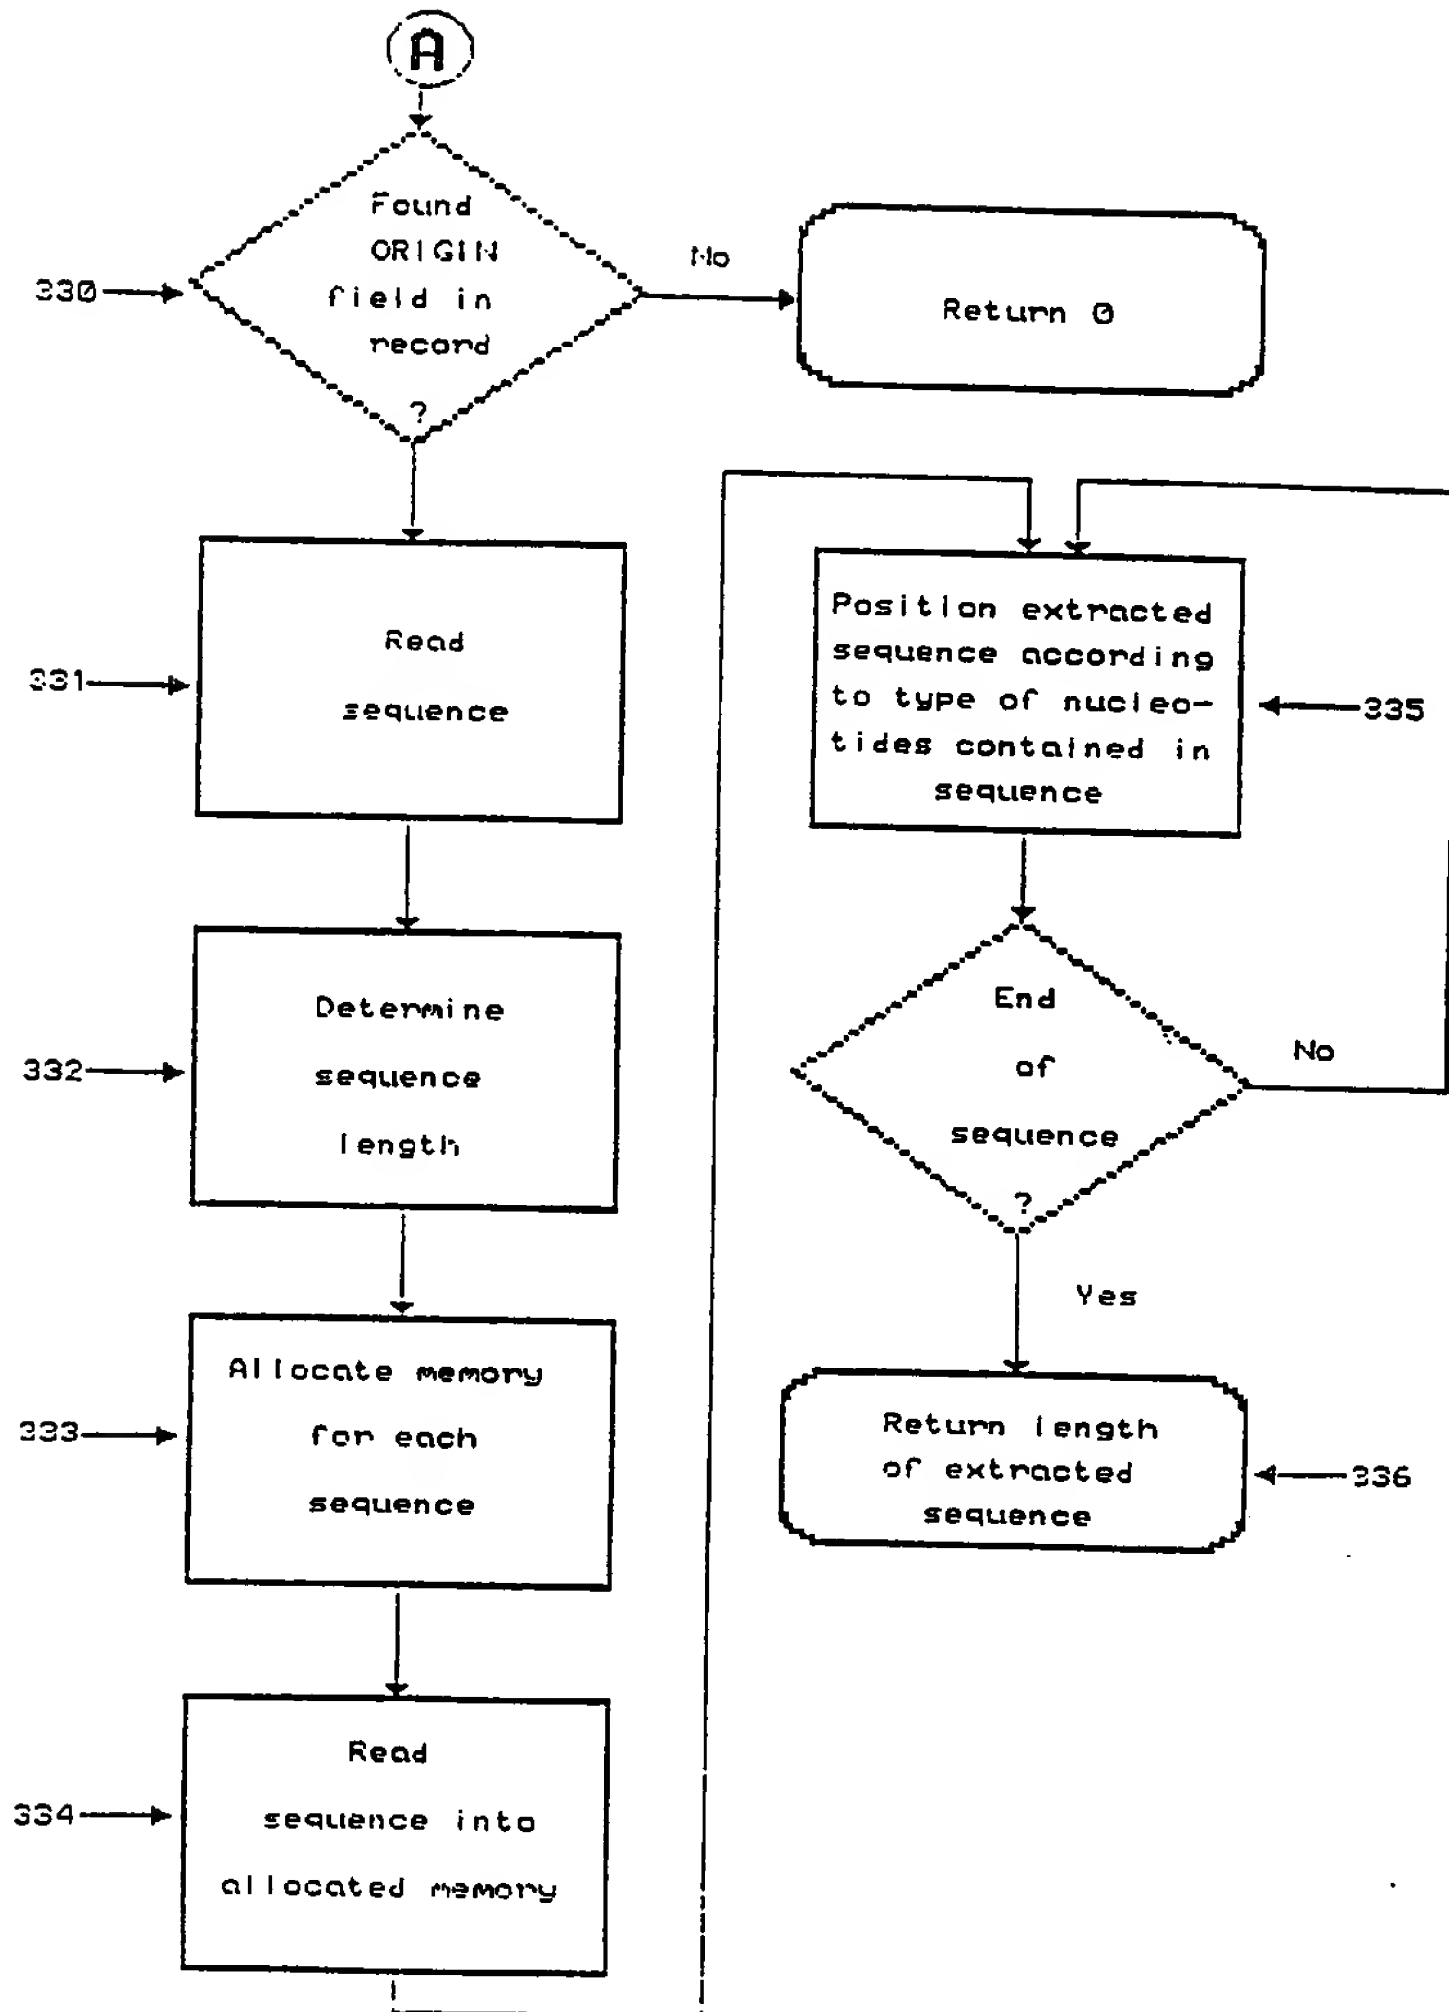 A
Found
ORIGIN
field in
record
?
330
No
Return 0
Read
sequence
331
Determine
sequence
length
332
Allocate memory
for each
sequence
333
Read
sequence into
allocated memory
334
Position extracted
sequence according
to type of nucleo-
tides contained in
sequence
335
End
of
sequence
?
No
Yes
Return length
of extracted
sequence
336